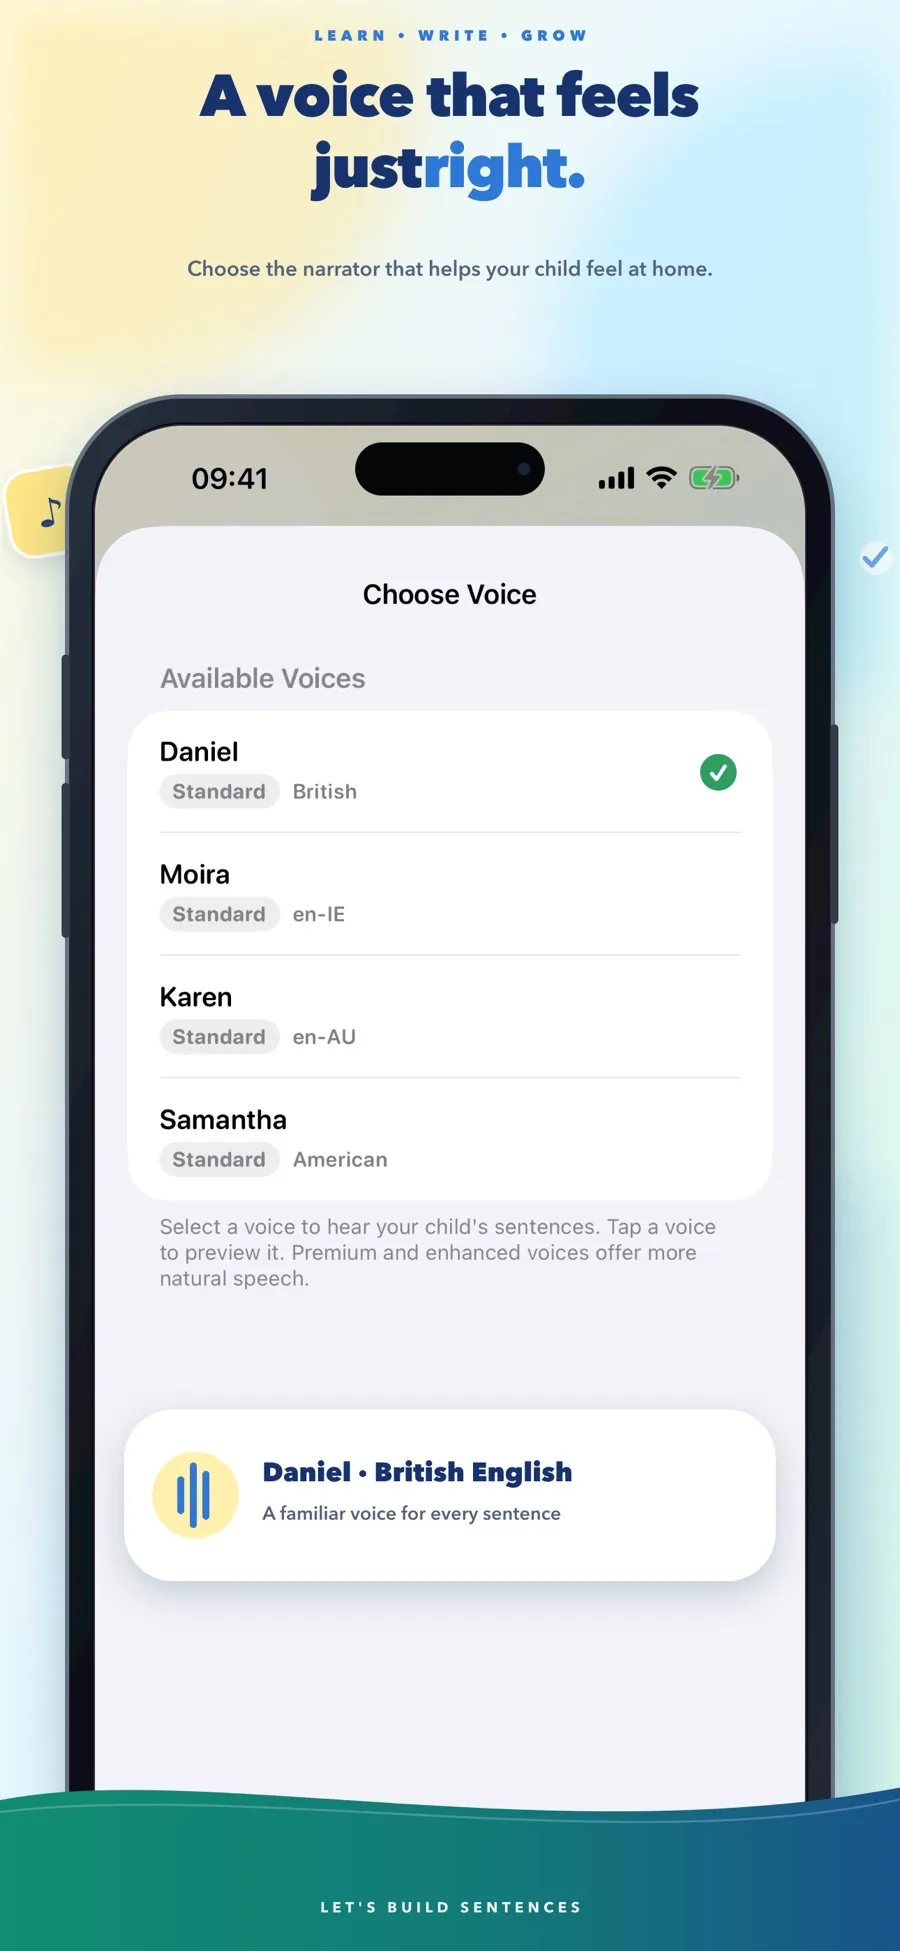 LEARN • WRITE • GROW
A voice that feels
justright.
Choose the narrator that helps your child feel at home.
09:41
Choose Voice
Available Voices
Daniel
Standard British
Moira
Standard en-IE
Karen
Standard en-AU
Samantha
Standard American
Select a voice to hear your child's sentences. Tap a voice
to preview it. Premium and enhanced voices offer more
natural speech.
Daniel • British English
A familiar voice for every sentence
LET'S BUILD SENTENCES